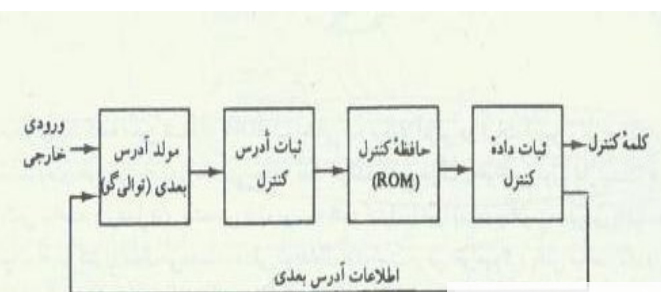 ورودی
خارجی
مولد آدرس
بعدی (توالی‌گر)
ثبات آدرس
کنترل
حافظهٔ کنترل
(ROM)
ثبات دادهٔ
کنترل
کلمهٔ کنترل
اطلاعات آدرس بعدی